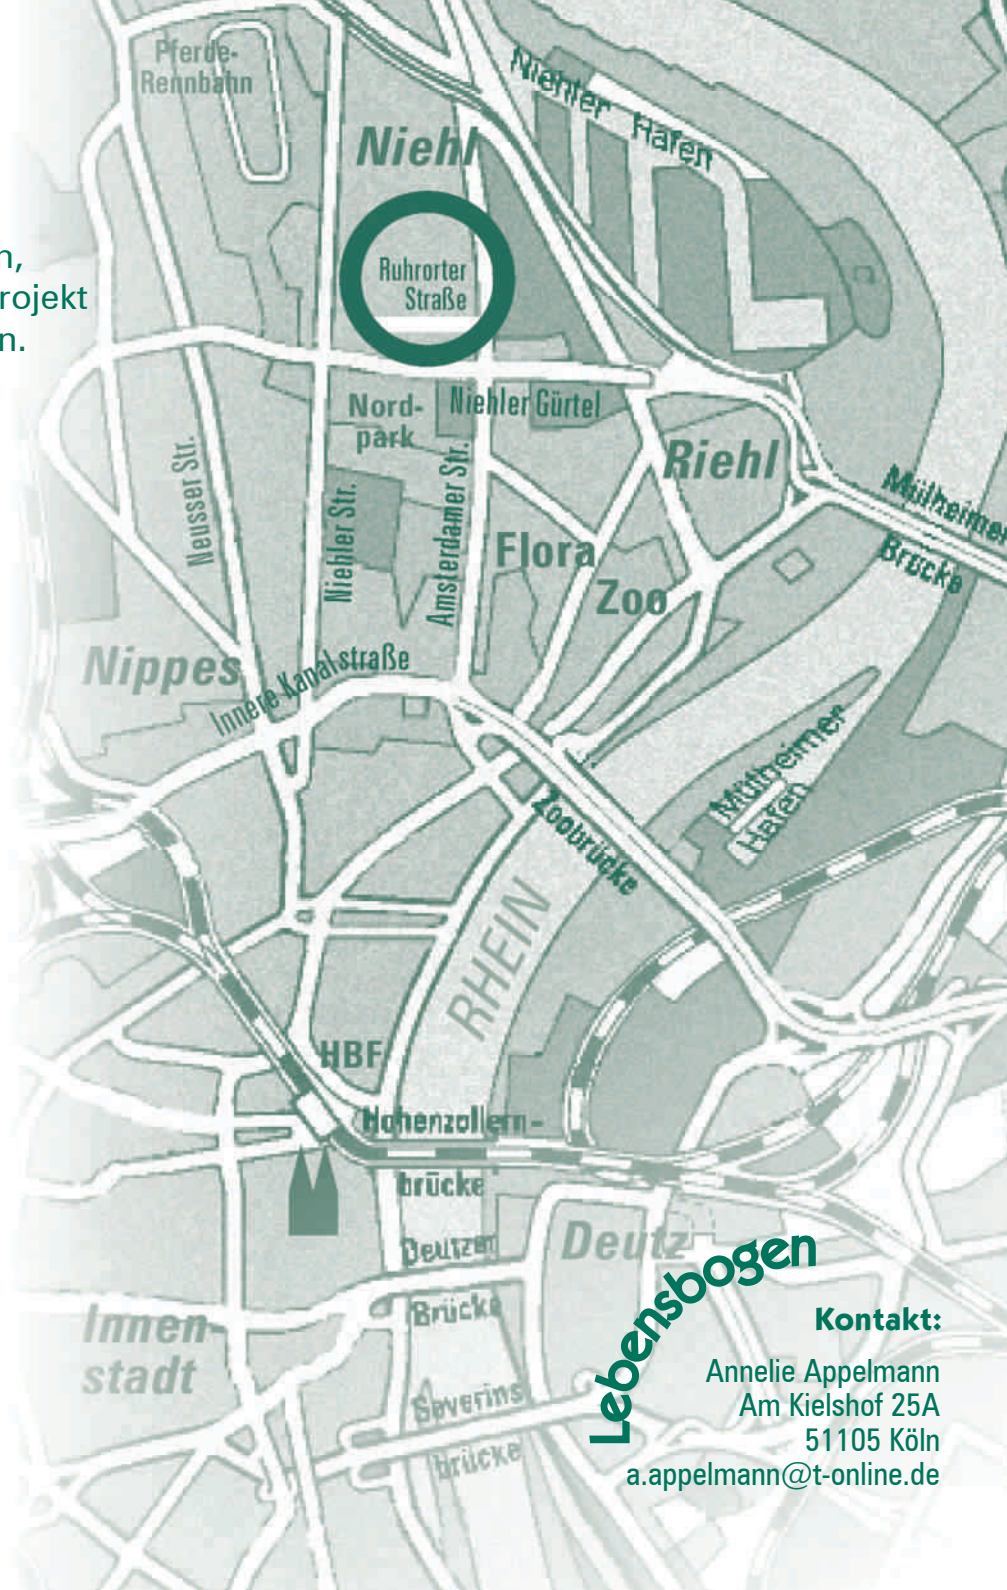 Pferde-
Rennbahn
Niehler Hafen
Niehl
n,
rojekt
n.
Ruhrorter
Straße
Nord-
park
Niehler Gürtel
Riehl
Neusser Str.
Niehler Str.
Amsterdamer Str.
Mülheimer
Brücke
Flora
Zoo
Nippes
Innere Kanalstraße
Mülheimer
Hafen
Zoobrücke
RHEIN
HBF
Hohenzollern-
brücke
Deutzer
Brücke
Deutz
Lebensbogen
Innen-
stadt
Severins
brücke
Kontakt:
Annelie Appelmann
Am Kielshof 25A
51105 Köln
a.appelmann@t-online.de